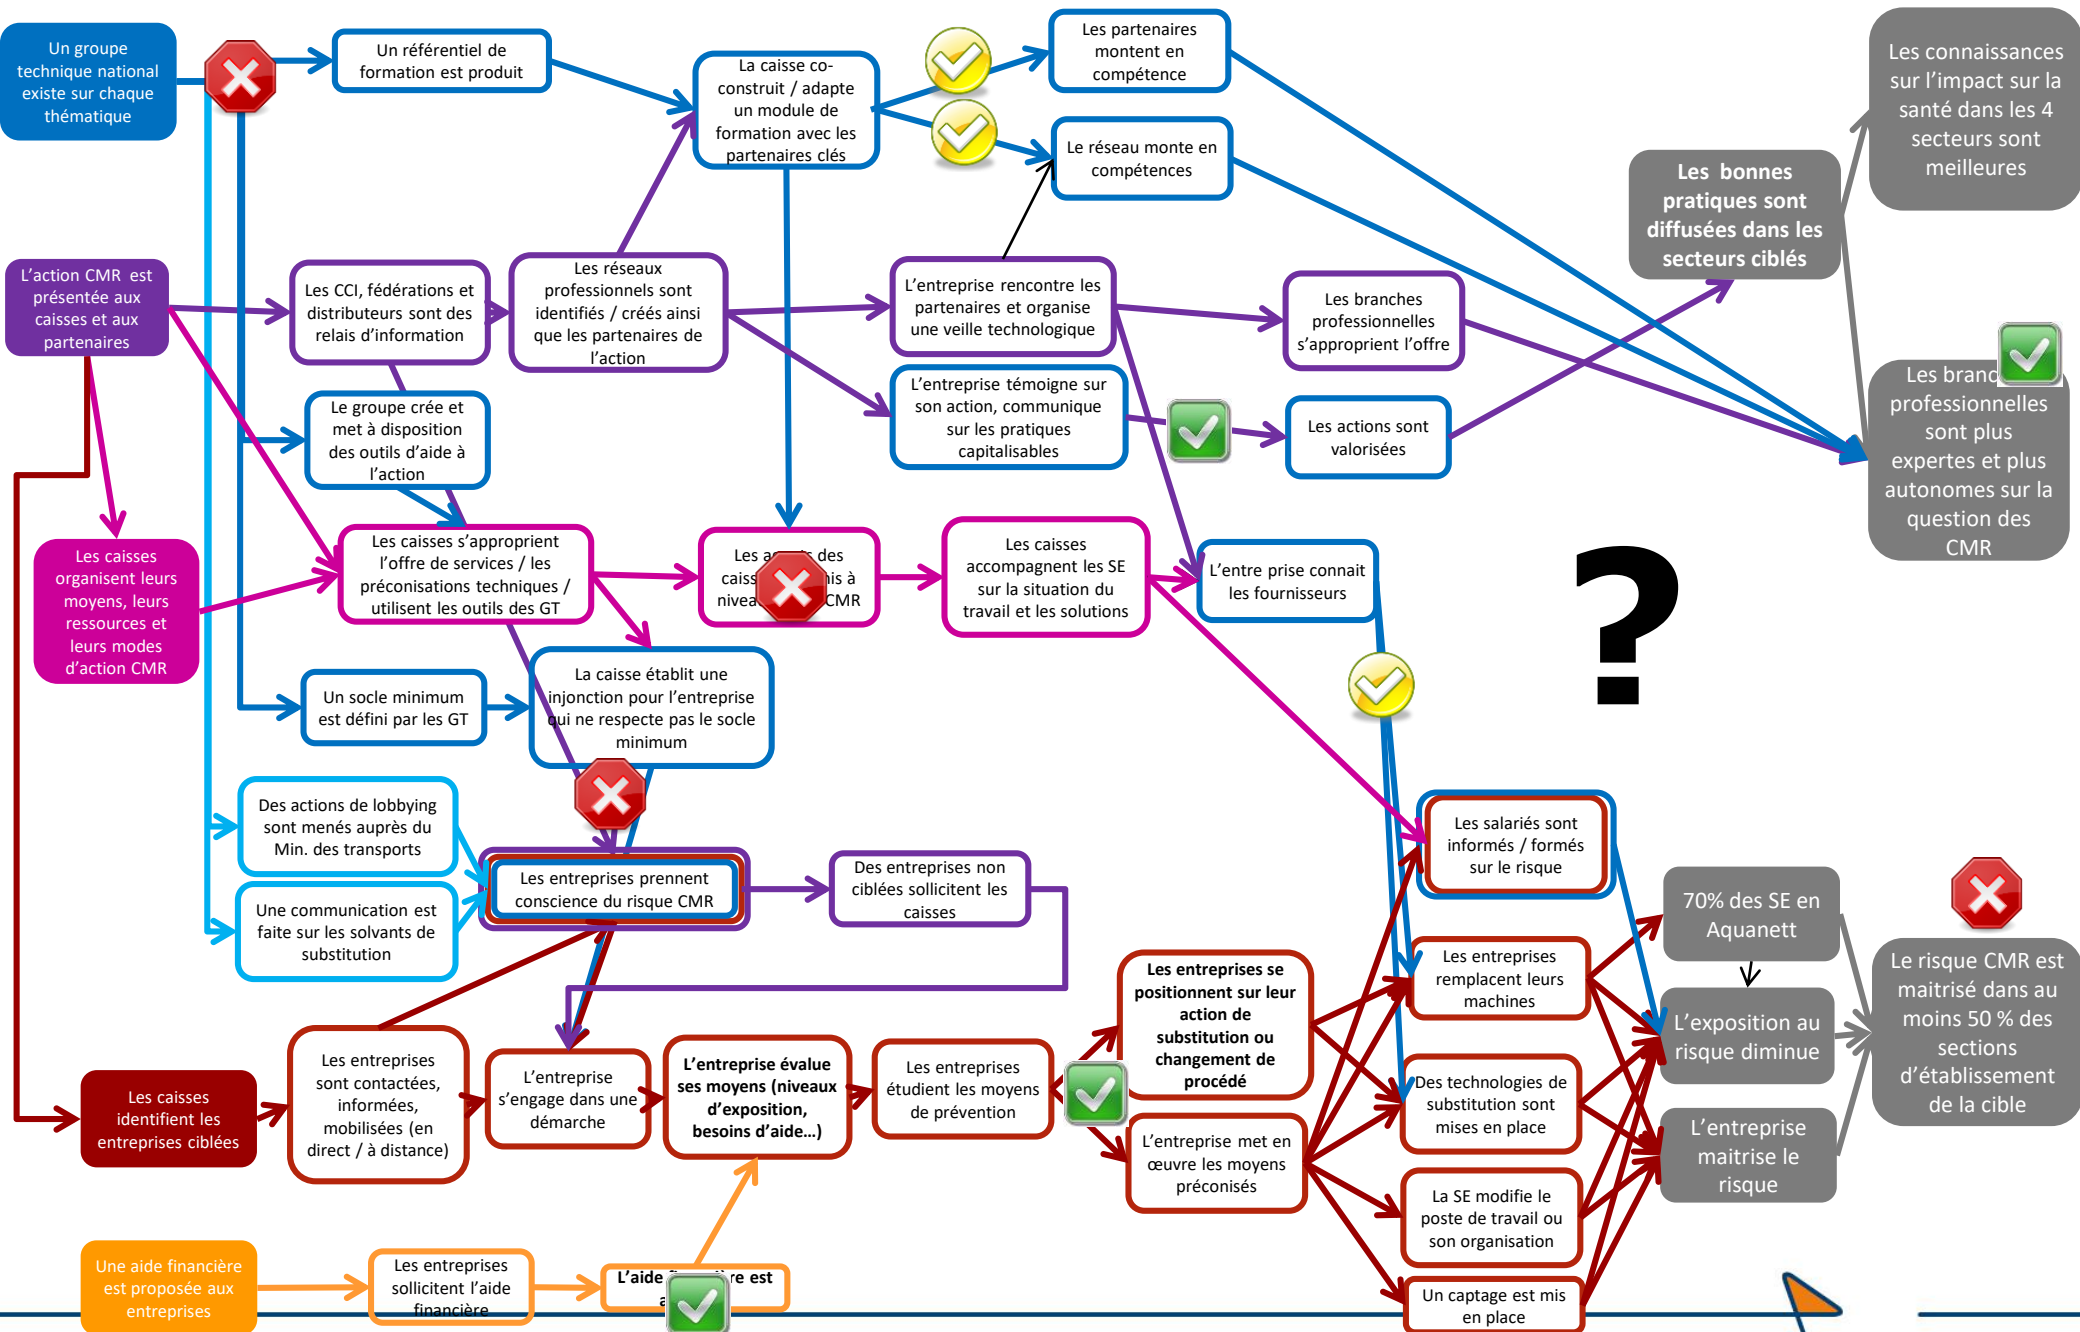 Un groupe
technique national
existe sur chaque
thématique
Un référentiel de
formation est produit
La caisse co-
construit / adapte
un module de
formation avec les
partenaires clés
Les partenaires
montent en
compétence
Le réseau monte en
compétences
Les connaissances
sur l’impact sur la
santé dans les 4
secteurs sont
meilleures
Les bonnes
pratiques sont
diffusées dans les
secteurs ciblés
L’action CMR est
présentée aux
caisses et aux
partenaires
Les CCI, fédérations et
distributeurs sont des
relais d’information
Les réseaux
professionnels sont
identifiés / créés ainsi
que les partenaires de
l’action
L’entreprise rencontre les
partenaires et organise
une veille technologique
Les branches
professionnelles
s’approprient l’offre
Le groupe crée et
met à disposition
des outils d’aide à
l’action
L’entreprise témoigne sur
son action, communique
sur les pratiques
capitalisables
Les actions sont
valorisées
Les
professionnelles
sont plus
expertes et plus
autonomes sur la
question des
CMR
Les caisses
organisent leurs
moyens, leurs
ressources et
leurs modes
d’action CMR
Les caisses s’approprient
l’offre de services / les
préconisations techniques /
utilisent les outils des GT
Les des
à
CMR
Les caisses
accompagnent les SE
sur la situation du
travail et les solutions
L’entre prise connait
les fournisseurs
?
Un socle minimum
est défini par les GT
La caisse établit une
injonction pour l’entreprise
qui ne respecte pas le socle
minimum
Des actions de lobbying
sont menés auprès du
Min. des transports
Une communication est
faite sur les solvants de
substitution
Les entreprises prennent
conscience du risque CMR
Des entreprises non
ciblées sollicitent les
caisses
Les salariés sont
informés / formés
sur le risque
70% des SE en
Aquanett
Les entreprises
remplacent leurs
machines
L’exposition au
risque diminue
Le risque CMR est
maitrisé dans au
moins 50 % des
sections
d’établissement
de la cible
Les caisses
identifient les
entreprises ciblées
Les entreprises
sont contactées,
informées,
mobilisées (en
direct / à distance)
L’entreprise
s’engage dans une
démarche
L’entreprise évalue
ses moyens (niveaux
d’exposition,
besoins d’aide…)
Les entreprises
étudient les moyens
de prévention
Les entreprises se
positionnent sur leur
action de
substitution ou
changement de
procédé
L’entreprise met en
œuvre les moyens
préconisés
Des technologies de
substitution sont
mises en place
L’entreprise
maitrise le
risque
La SE modifie le
poste de travail ou
son organisation
Un captage est mis
en place
Une aide financière
est proposée aux
entreprises
Les entreprises
sollicitent l’aide
financière
L’aide est